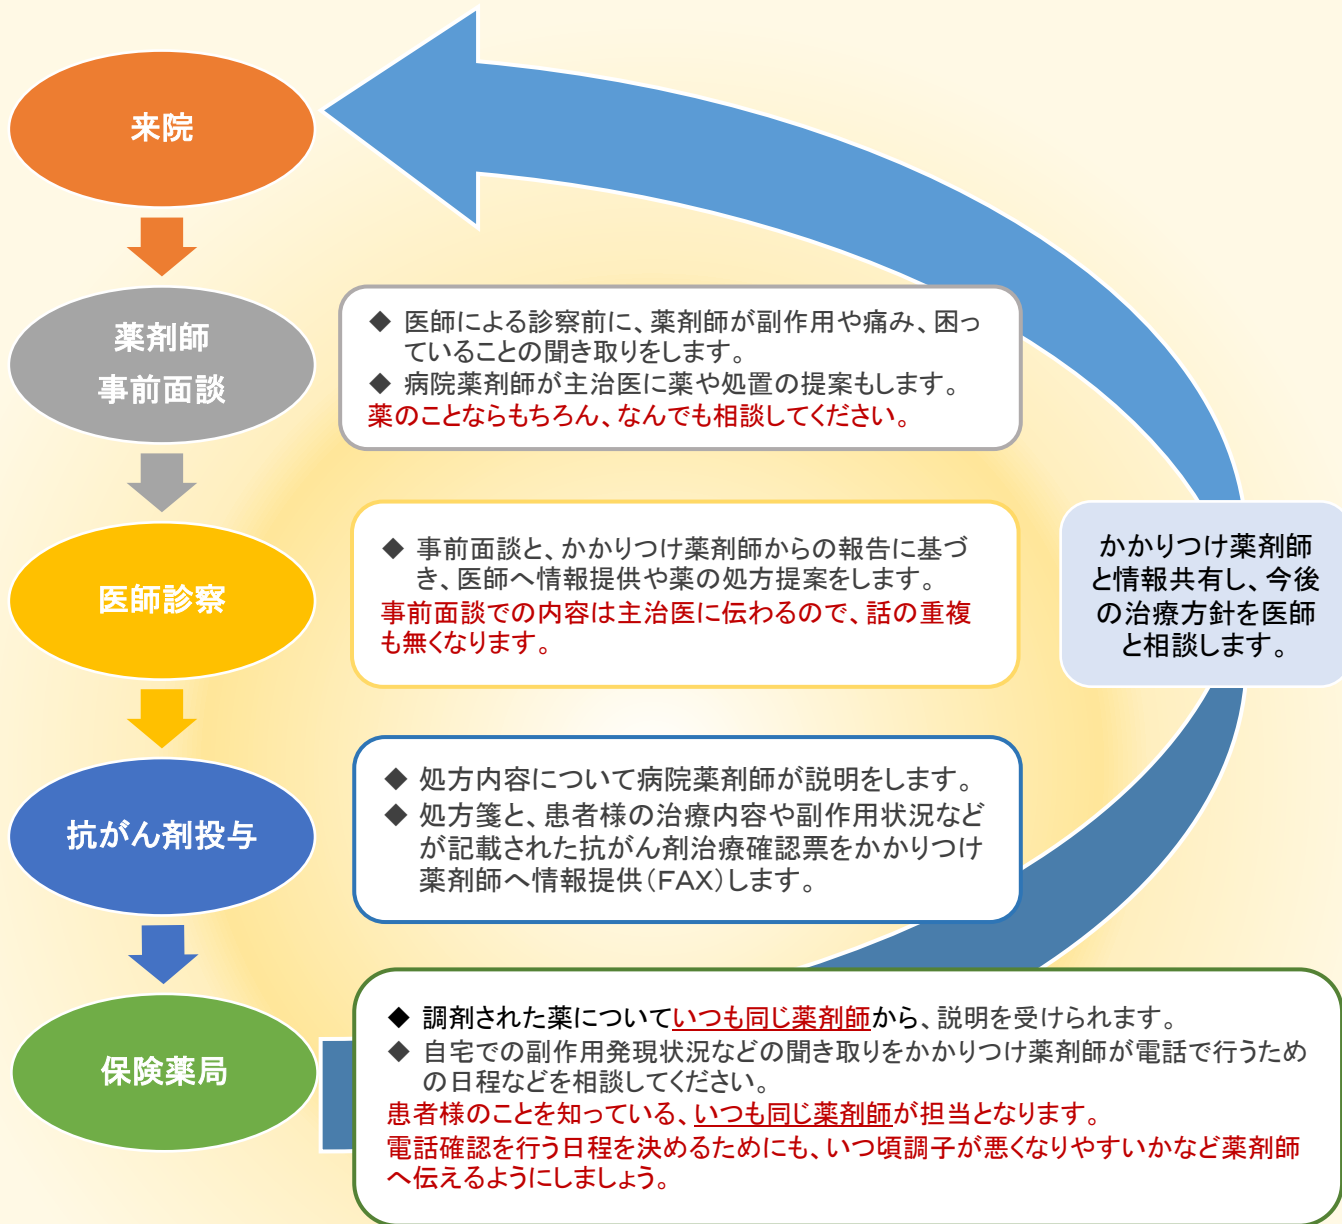 来院
薬剤師
事前面談
◆ 医師による診察前に、薬剤師が副作用や痛み、困っ
ていることの聞き取りをします。
◆ 病院薬剤師が主治医に薬や処置の提案もします。
薬のことならもちろん、なんでも相談してください。
医師診察
◆ 事前面談と、かかりつけ薬剤師からの報告に基づ
き、医師へ情報提供や薬の処方提案をします。
事前面談での内容は主治医に伝わるので、話の重複
も無くなります。
かかりつけ薬剤師
と情報共有し、今後
の治療方針を医師
と相談します。
抗がん剤投与
◆ 処方内容について病院薬剤師が説明をします。
◆ 処方箋と、患者様の治療内容や副作用状況など
が記載された抗がん剤治療確認票をかかりつけ
薬剤師へ情報提供(FAX)します。
保険薬局
◆ 調剤された薬についていつも同じ薬剤師から、説明を受けられます。
◆ 自宅での副作用発現状況などの聞き取りをかかりつけ薬剤師が電話で行うため
の日程などを相談してください。
患者様のことを知っている、いつも同じ薬剤師が担当となります。
電話確認を行う日程を決めるためにも、いつ頃調子が悪くなりやすいかなど薬剤師
へ伝えるようにしましょう。